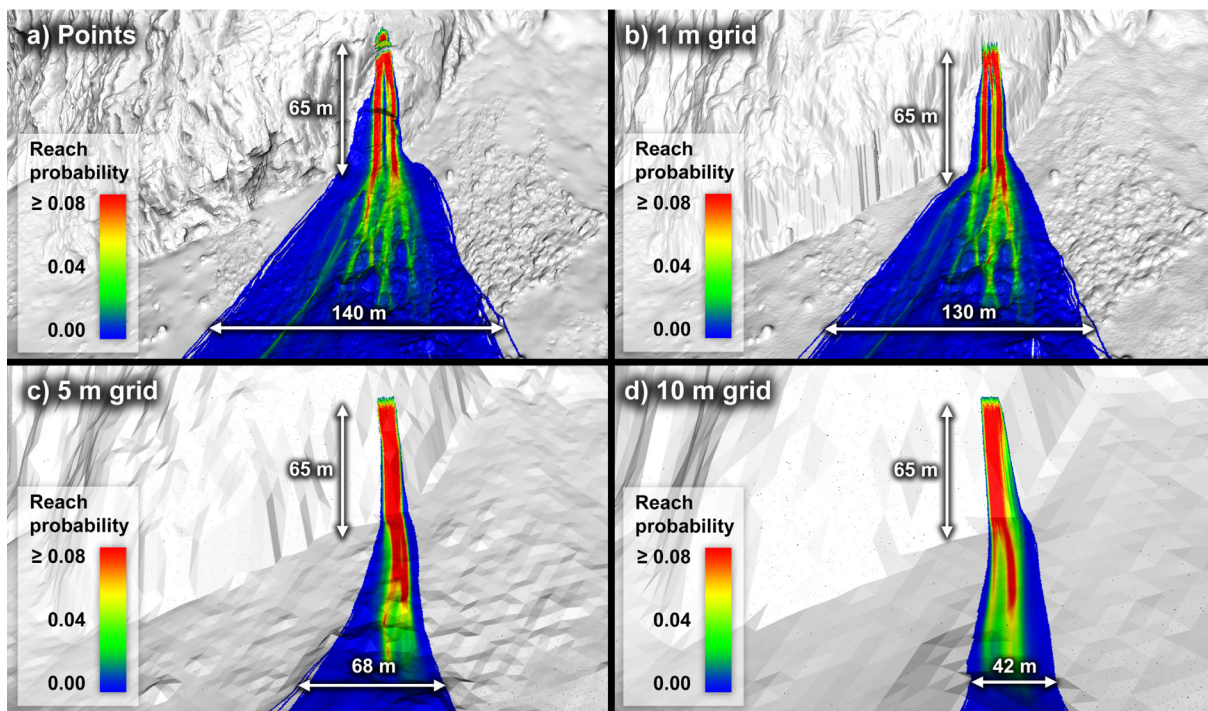 a) Points
65 m
Reach
probability
≥ 0.08
0.04
0.00
140 m
b) 1 m grid
65 m
Reach
probability
≥ 0.08
0.04
0.00
130 m
c) 5 m grid
65 m
Reach
probability
≥ 0.08
0.04
0.00
68 m
d) 10 m grid
65 m
Reach
probability
≥ 0.08
0.04
0.00
42 m